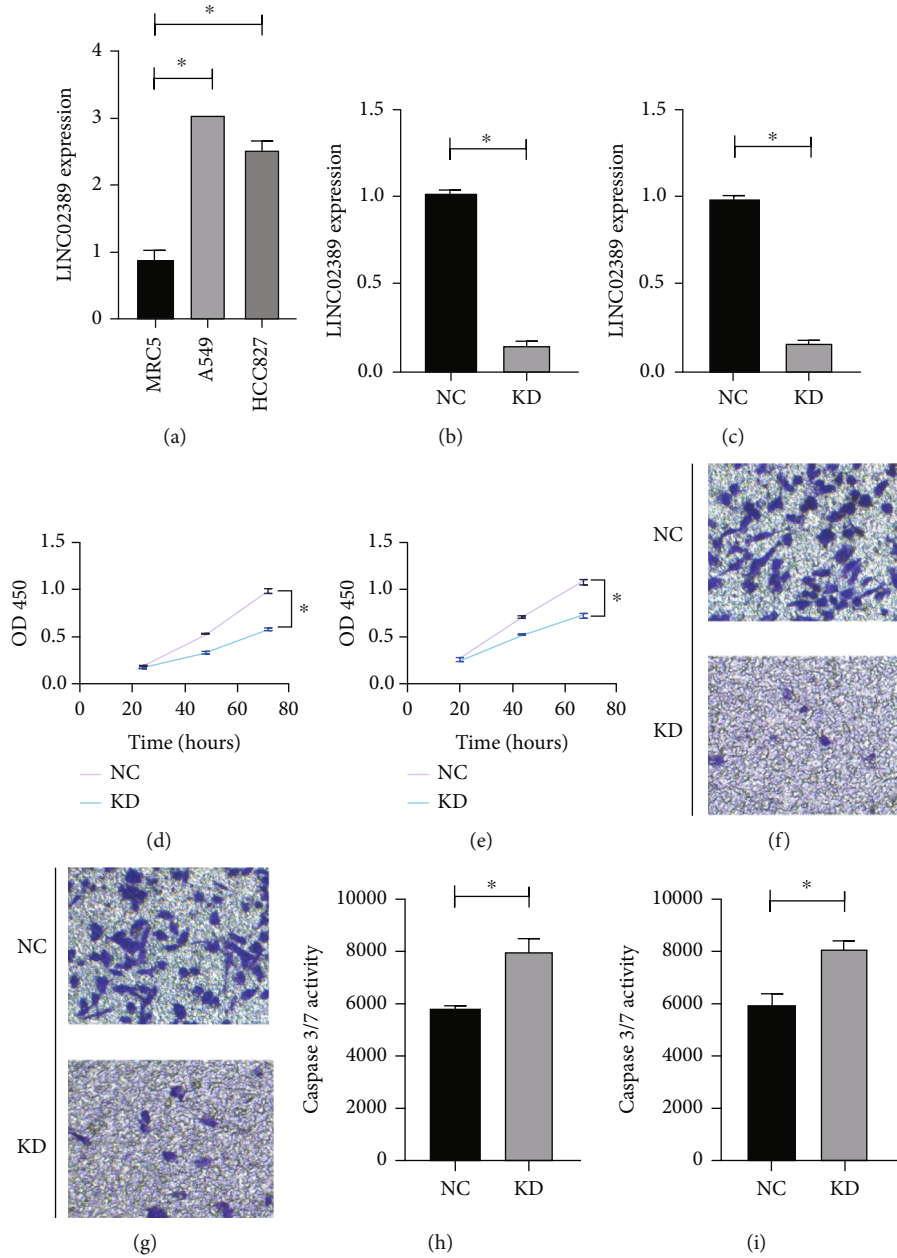 *
*
4
3
2
1
0
LINC02389 expression
MRC5
A549
HCC827
(a)
*
1.5
1.0
0.5
0.0
LINC02389 expression
NC KD
(b)
*
1.5
1.0
0.5
0.0
LINC02389 expression
NC KD
(c)
1.5
1.0
0.5
0.0
OD 450
*
0 20 40 60 80
Time (hours)
NC
KD
(d)
1.5
1.0
0.5
0.0
OD 450
*
0 20 40 60 80
Time (hours)
NC
KD
(e)
NC
KD
(f)
NC
KD
(g)
*
10000
8000
6000
4000
2000
0
Caspase 3/7 activity
NC KD
(h)
*
10000
8000
6000
4000
2000
0
Caspase 3/7 activity
NC KD
(i)